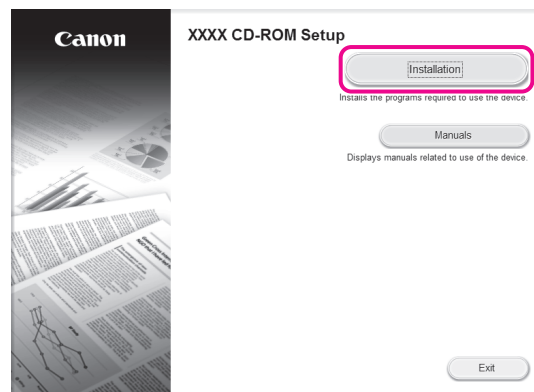 Canon
XXXX CD-ROM Setup
Installation
Installs the programs required to use the device.
Manuals
Displays manuals related to use of the device.
Exit